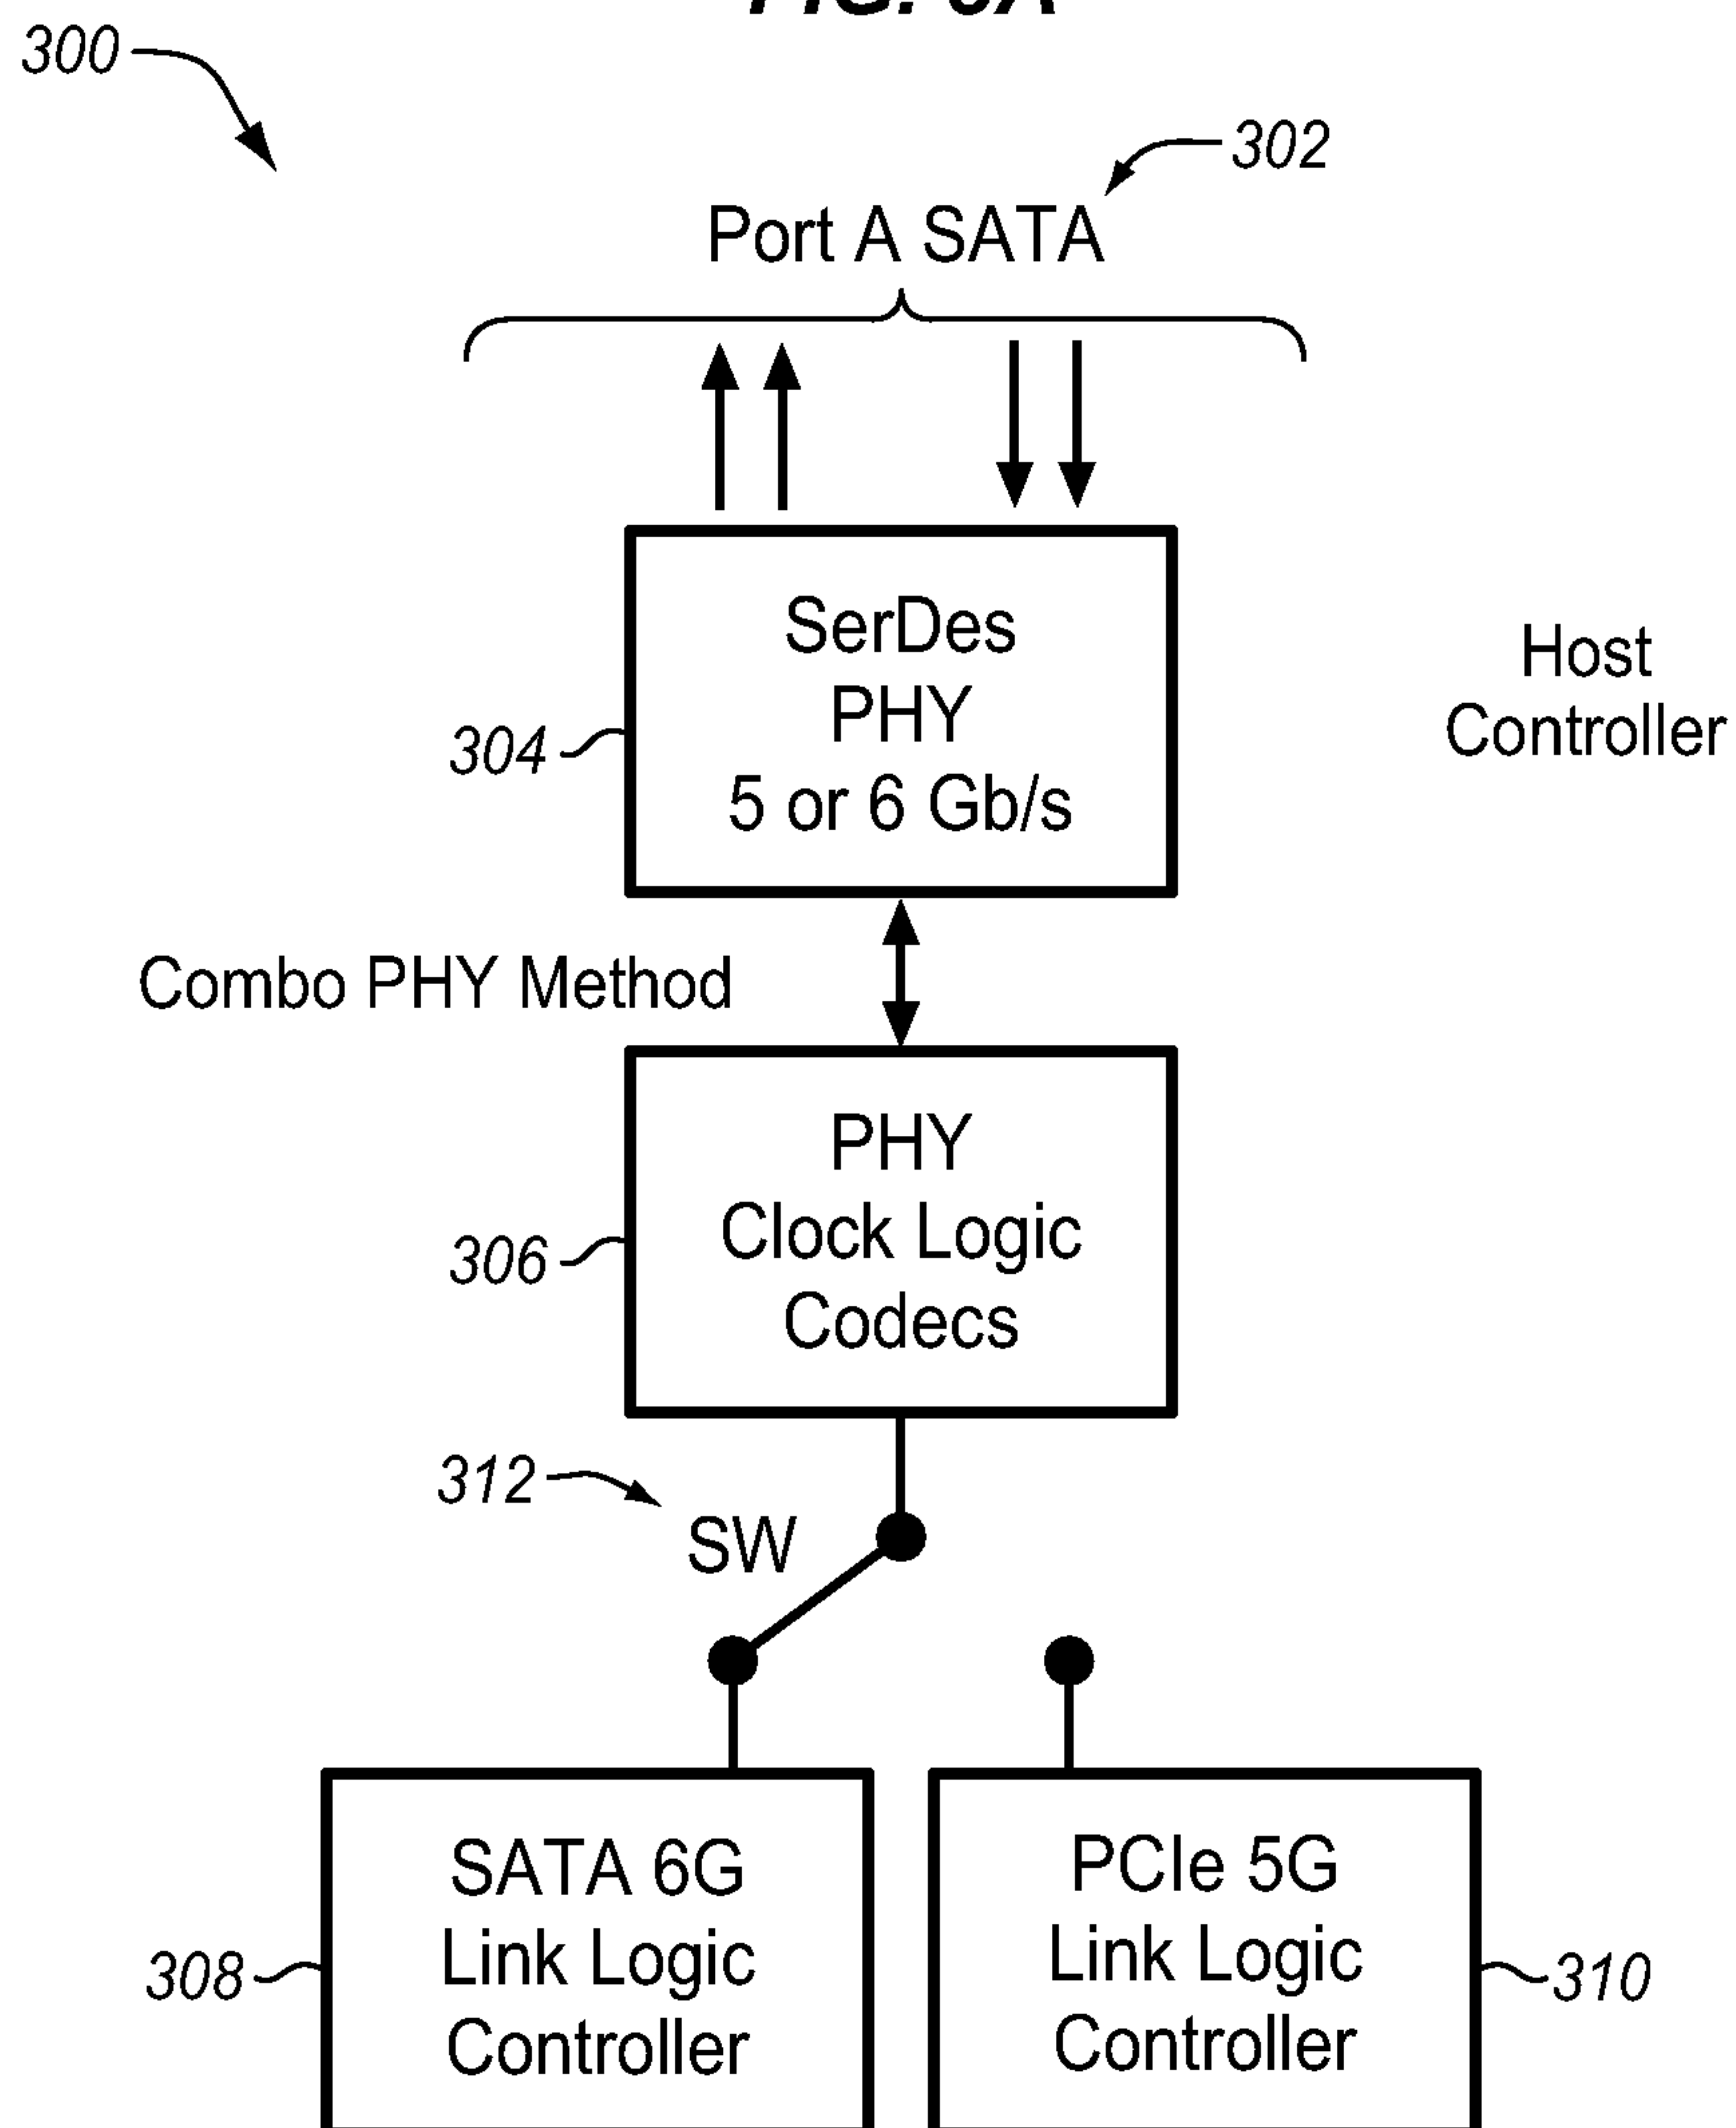 300
302
Port A SATA
SerDes
PHY
5 or 6 Gb/s
304
Host
Controller
Combo PHY Method
PHY
Clock Logic
Codecs
306
312
SW
SATA 6G
Link Logic
Controller
308
PCIe 5G
Link Logic
Controller
310